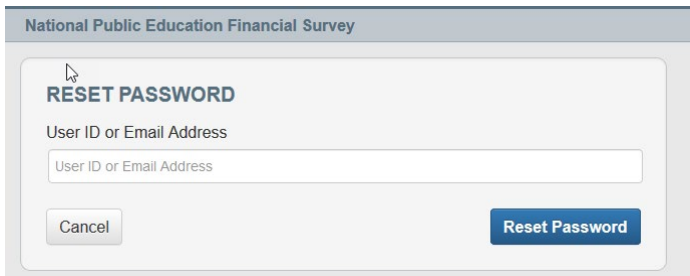 National Public Education Financial Survey
RESET PASSWORD
User ID or Email Address
User ID or Email Address
Cancel Reset Password